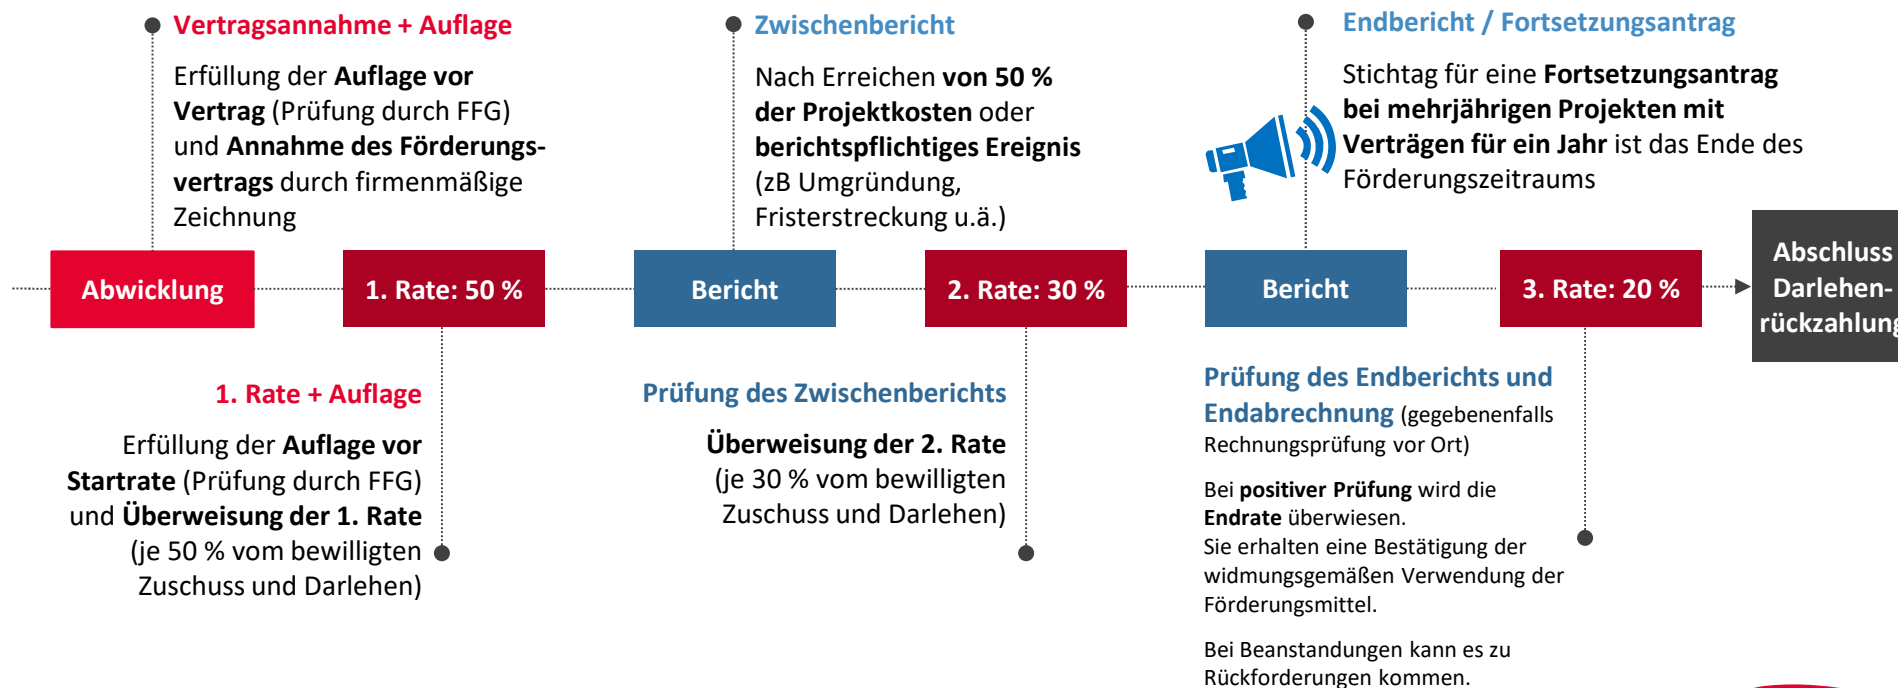 Vertragsannahme + Auflage
Erfüllung der Auflage vor
Vertrag (Prüfung durch FFG)
und Annahme des Förderungs-
vertrags durch firmenmäßige
Zeichnung
Zwischenbericht
Nach Erreichen von 50 %
der Projektkosten oder
berichtspflichtiges Ereignis
(zB Umgründung,
Fristerstreckung u.ä.)
Endbericht / Fortsetzungsantrag
Stichtag für eine Fortsetzungsantrag
bei mehrjährigen Projekten mit
Verträgen für ein Jahr ist das Ende des
Förderungszeitraums
Abwicklung
1. Rate: 50 %
Bericht
2. Rate: 30 %
Bericht
3. Rate: 20 %
Abschluss
Darlehen-
rückzahlung
1. Rate + Auflage
Erfüllung der Auflage vor
Startrate (Prüfung durch FFG)
und Überweisung der 1. Rate
(je 50 % vom bewilligten
Zuschuss und Darlehen)
Prüfung des Zwischenberichts
Überweisung der 2. Rate
(je 30 % vom bewilligten
Zuschuss und Darlehen)
Prüfung des Endberichts und
Endabrechnung (gegebenenfalls
Rechnungsprüfung vor Ort)
Bei positiver Prüfung wird die
Endrate überwiesen.
Sie erhalten eine Bestätigung der
widmungsgemäßen Verwendung der
Förderungsmittel.
Bei Beanstandungen kann es zu
Rückforderungen kommen.